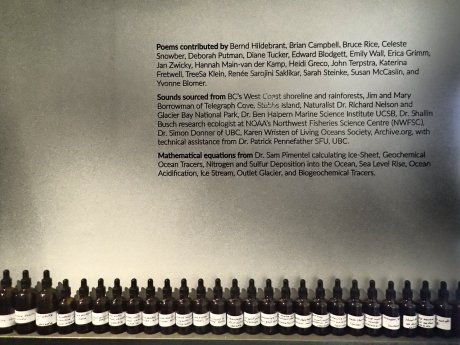 Poems contributed by Bernd Hildebrant, Brian Campbell, Bruce Rice, Celeste
Snowber, Deborah Putman, Diane Tucker, Edward Blodgett, Emily Wall, Erica Grimm,
Jan Zwicky, Hannah Main-van der Kamp, Heidi Greco, John Terpstra, Katerina
Fretwell, TreeSa Klein, Renée Sarojini Saklikar, Sarah Steinke, Susan McCaslin, and
Yvonne Blomer.
Sounds sourced from BC's West Coast shoreline and rainforests, Jim and Mary
Borrowman of Telegraph Cove, Stubbs Island, Naturalist Dr. Richard Nelson and
Glacier Bay National Park, Dr. Ben Halpern Marine Science Institute UCSB, Dr. Shallin
Busch research ecologist at NOAA's Northwest Fisheries Science Centre (NWFSC),
Dr. Simon Donner of UBC, Karen Wristen of Living Oceans Society, Archive.org, with
technical assistance from Dr. Patrick Pennefather SFU, UBC.
Mathematical equations from Dr. Sam Pimentel calculating Ice-Sheet, Geochemical
Ocean Tracers, Nitrogen and Sulfur Deposition into the Ocean, Sea Level Rise, Ocean
Acidification, Ice Stream, Outlet Glacier, and Biogeochemical Tracers.